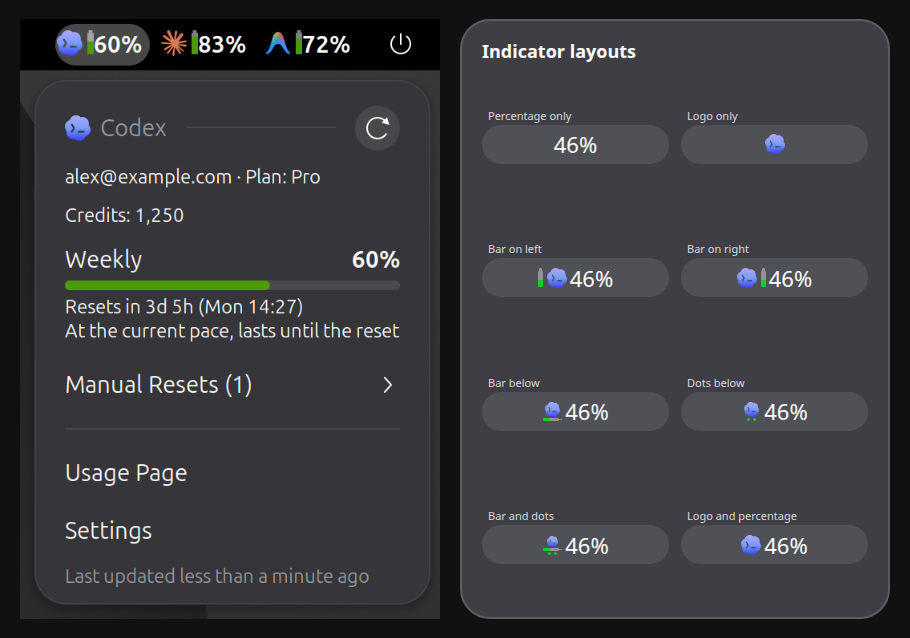 60% 83% 72%
Codex
alex@example.com · Plan: Pro
Credits: 1,250
Weekly 60%
Resets in 3d 5h (Mon 14:27)
At the current pace, lasts until the reset
Manual Resets (1)
Usage Page
Settings
Last updated less than a minute ago
Indicator layouts
Percentage only Logo only
46%
Bar on left Bar on right
46% 46%
Bar below Dots below
46% 46%
Bar and dots Logo and percentage
46% 46%